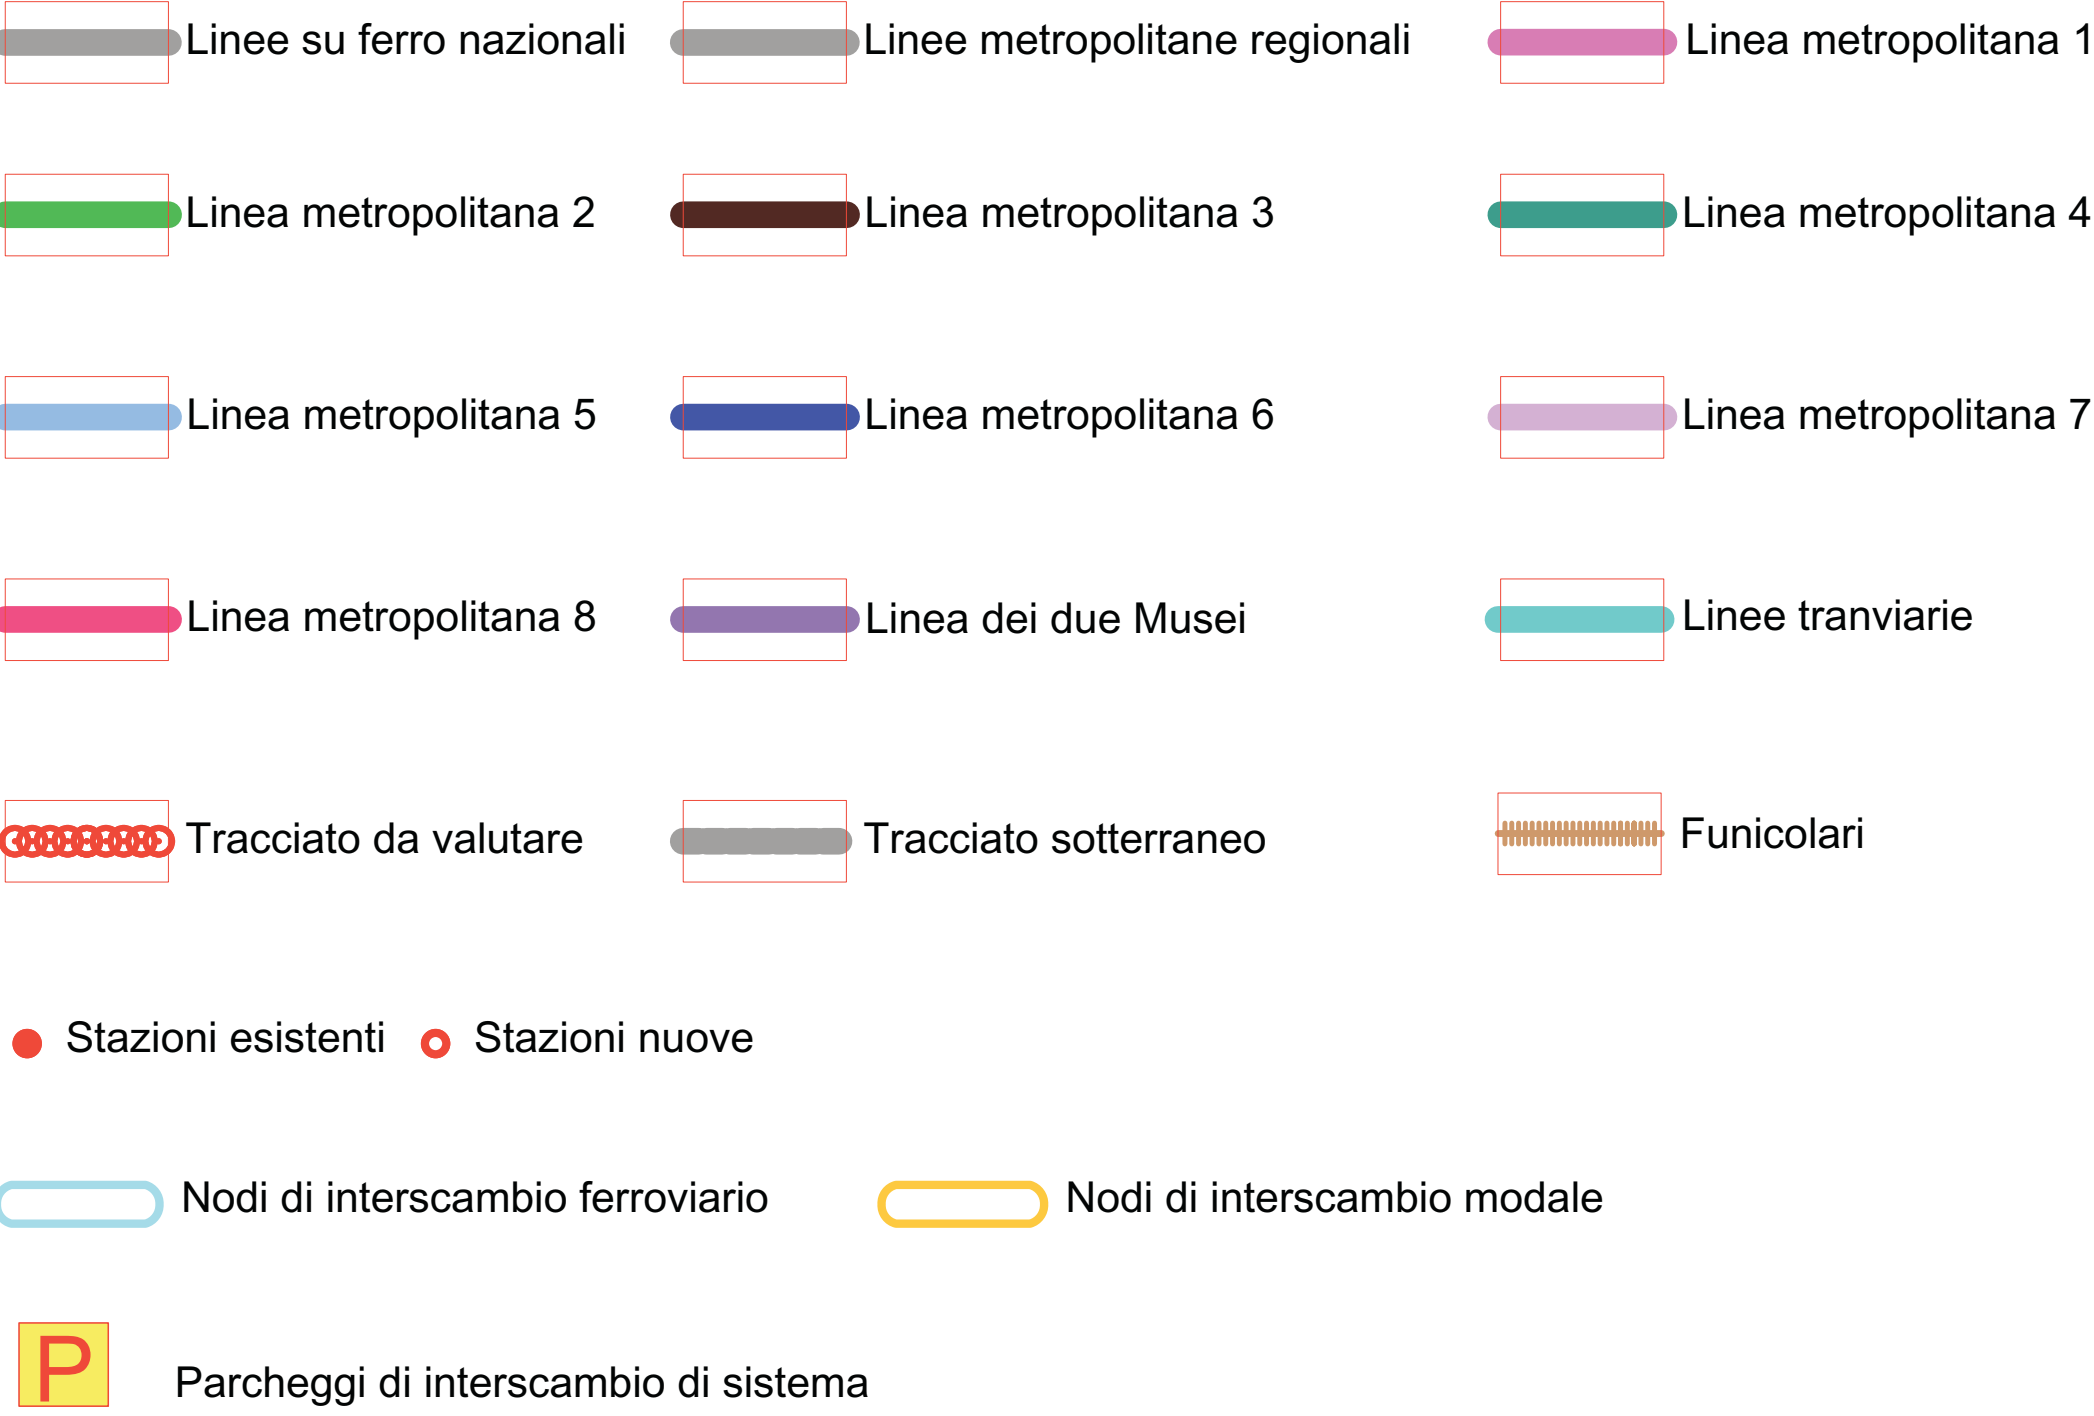 Linee su ferro nazionali
Linee metropolitane regionali
Linea metropolitana 1
Linea metropolitana 2
Linea metropolitana 3
Linea metropolitana 4
Linea metropolitana 5
Linea metropolitana 6
Linea metropolitana 7
Linea metropolitana 8
Linea dei due Musei
Linee tranviarie
Tracciato da valutare
Tracciato sotterraneo
Funicolari
Stazioni esistenti
Stazioni nuove
Nodi di interscambio ferroviario
Nodi di interscambio modale
P
Parcheggi di interscambio di sistema